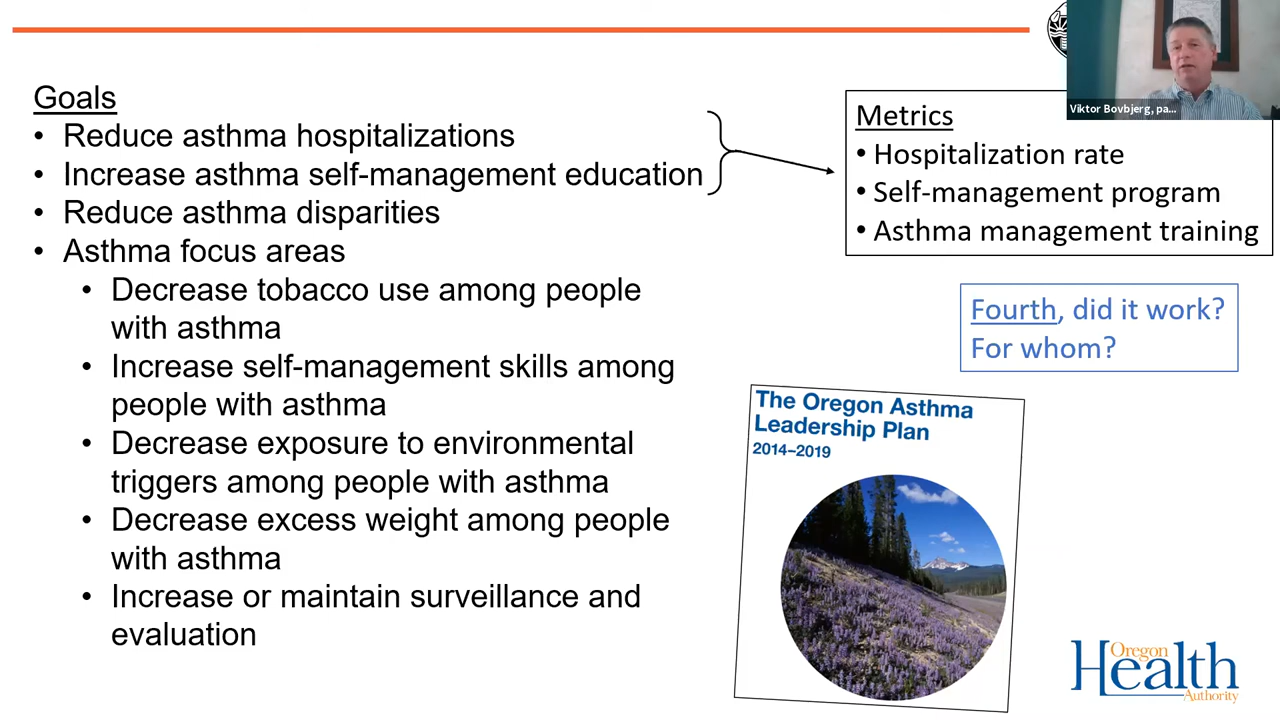 Goals
• Reduce asthma hospitalizations
• Increase asthma self-management education
• Reduce asthma disparities
• Asthma focus areas
• Decrease tobacco use among people
with asthma
• Increase self-management skills among
people with asthma
• Decrease exposure to environmental
triggers among people with asthma
• Decrease excess weight among people
with asthma
• Increase or maintain surveillance and
evaluation
Viktor Bovbjerg, pa...
Metrics
• Hospitalization rate
• Self-management program
• Asthma management training
Fourth, did it work?
For whom?
The Oregon Asthma
Leadership Plan
2014–2019
Oregon
Health
Authority